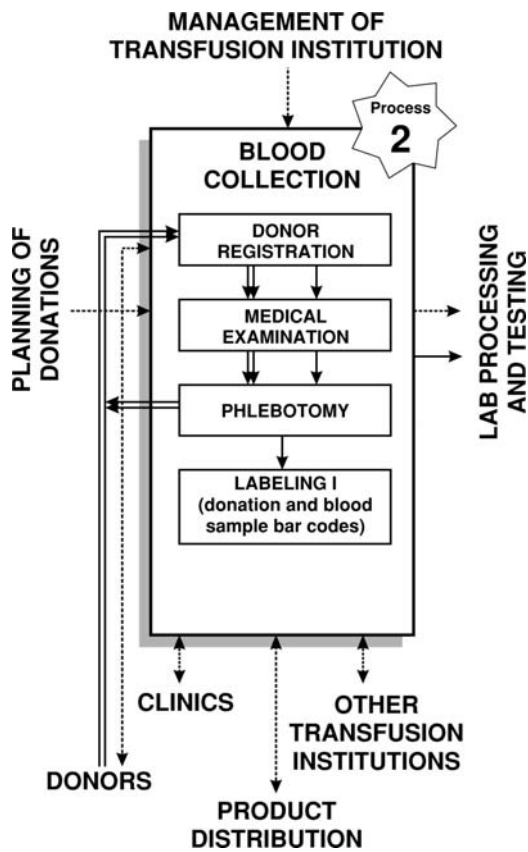 MANAGEMENT OF
TRANSFUSION INSTITUTION
Process
2
BLOOD
COLLECTION
DONOR
REGISTRATION
MEDICAL
EXAMINATION
PHLEBOTOMY
LABELING I
(donation and blood
sample bar codes)
PLANNING OF
DONATIONS
LAB PROCESSING
AND TESTING
CLINICS
OTHER
TRANSFUSION
INSTITUTIONS
DONORS
PRODUCT
DISTRIBUTION